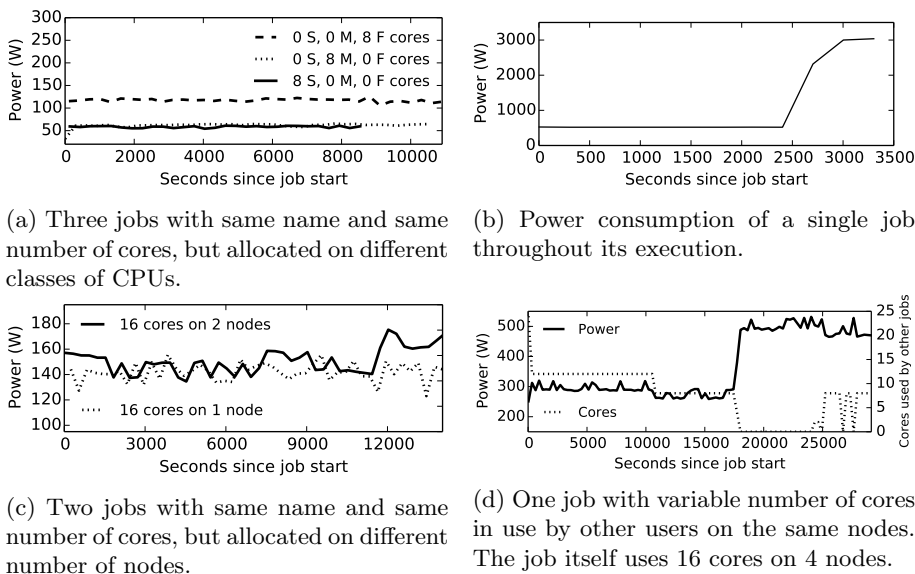 300
250
200
150
100
50
Power (W)
0 S, 0 M, 8 F cores
0 S, 8 M, 0 F cores
8 S, 0 M, 0 F cores
0 2000 4000 6000 8000 10000
Seconds since job start
(a) Three jobs with same name and same
number of cores, but allocated on different
classes of CPUs.
3000
2000
1000
0
Power (W)
0 500 1000 1500 2000 2500 3000 3500
Seconds since job start
(b) Power consumption of a single job
throughout its execution.
180
160
140
120
100
Power (W)
16 cores on 2 nodes
16 cores on 1 node
0 3000 6000 9000 12000
Seconds since job start
(c) Two jobs with same name and same
number of cores, but allocated on different
number of nodes.
500
400
300
200
Power (W)
Power
Cores
25
20
15
10
5
0
Cores used by other jobs
0 5000 10000 15000 20000 25000
Seconds since job start
(d) One job with variable number of cores
in use by other users on the same nodes.
The job itself uses 16 cores on 4 nodes.